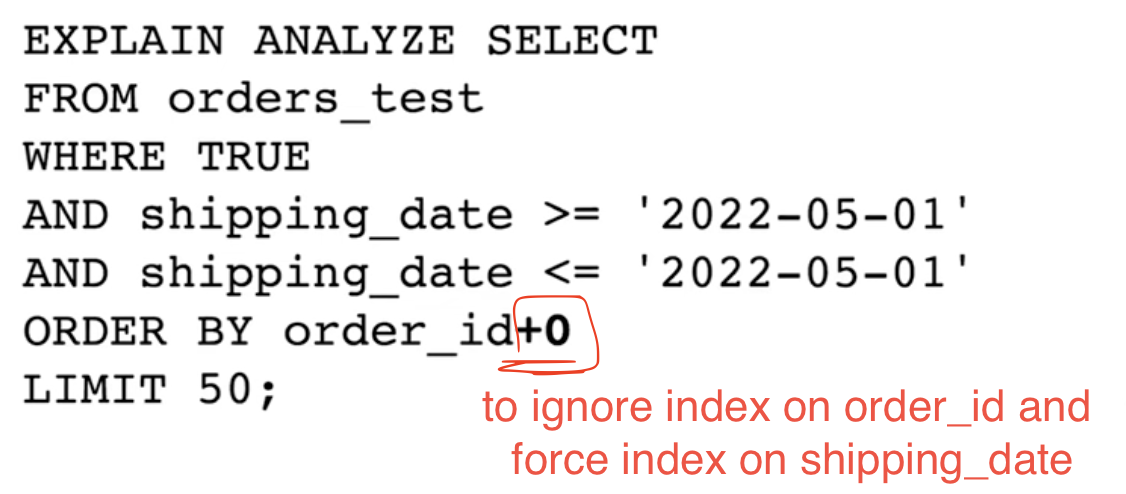 EXPLAIN ANALYZE SELECT
FROM orders_test
WHERE TRUE
AND shipping_date >= '2022-05-01'
AND shipping_date <= '2022-05-01'
ORDER BY order_id+0
LIMIT 50;
to ignore index on order_id and
force index on shipping_date